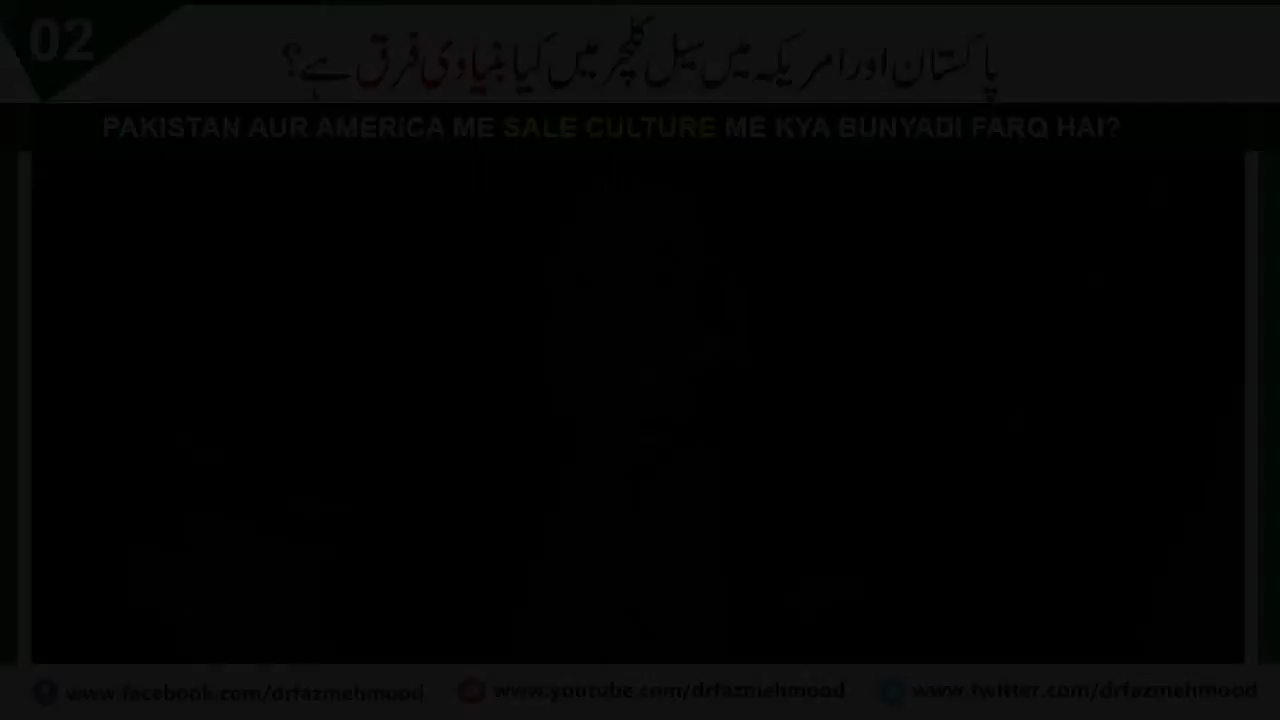 02
پاکستان اور امریکہ میں سیل کلچر میں کیا بنیادی فرق ہے؟
PAKISTAN AUR AMERICA ME SALE CULTURE ME KYA BUNYADI FARQ HAI?
www.facebook.com/drfazmehmood
www.youtube.com/drfazmehmood
www.twitter.com/drfazmehmood